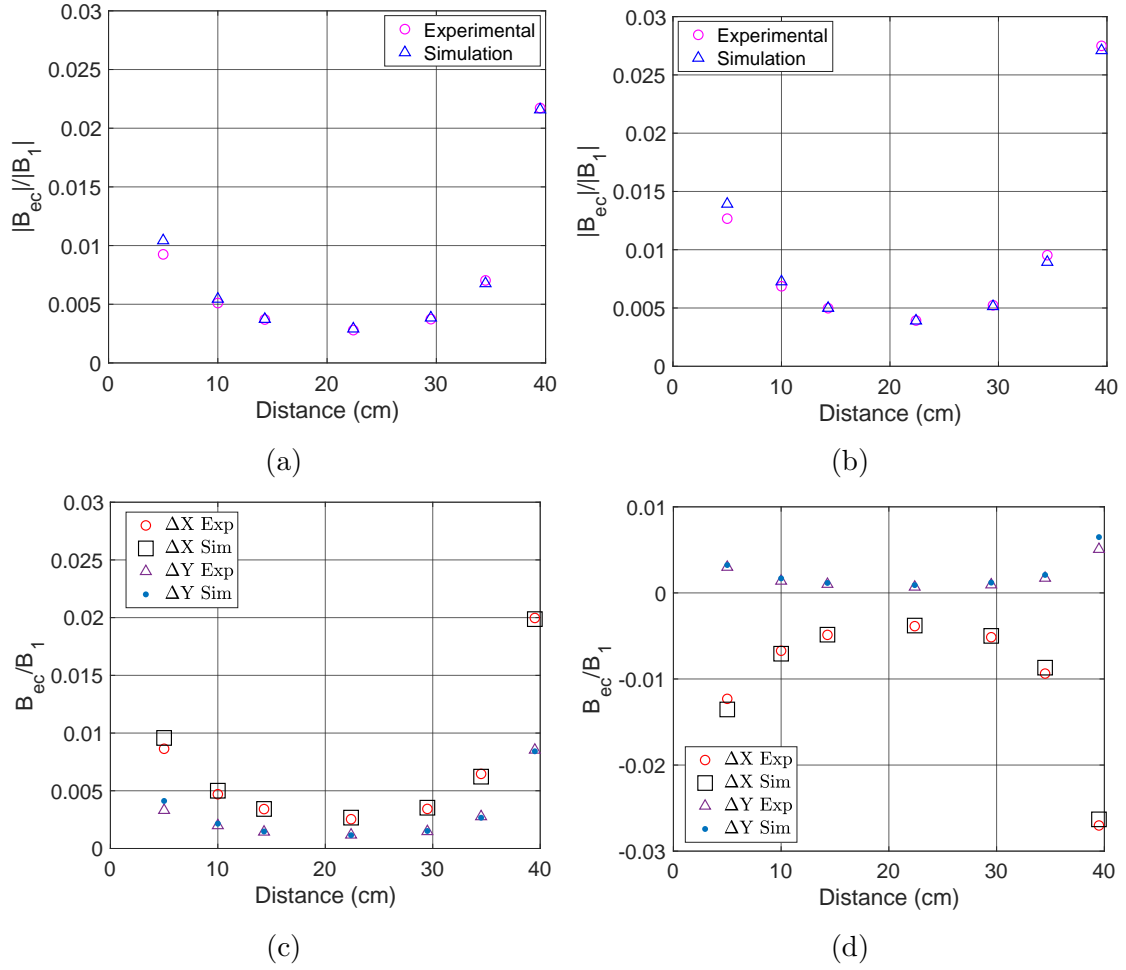 0.03
0.025
0.02
0.015
0.01
0.005
0
|B_ec|/|B_1|
Experimental
Simulation
0 10 20 30 40
Distance (cm)
(a)
0.03
0.025
0.02
0.015
0.01
0.005
0
|B_ec|/|B_1|
Experimental
Simulation
0 10 20 30 40
Distance (cm)
(b)
0.03
0.025
0.02
0.015
0.01
0.005
0
B_ec/B_1
ΔX Exp
ΔX Sim
ΔY Exp
ΔY Sim
0 10 20 30 40
Distance (cm)
(c)
0.01
0
-0.01
-0.02
-0.03
B_ec/B_1
ΔX Exp
ΔX Sim
ΔY Exp
ΔY Sim
0 10 20 30 40
Distance (cm)
(d)